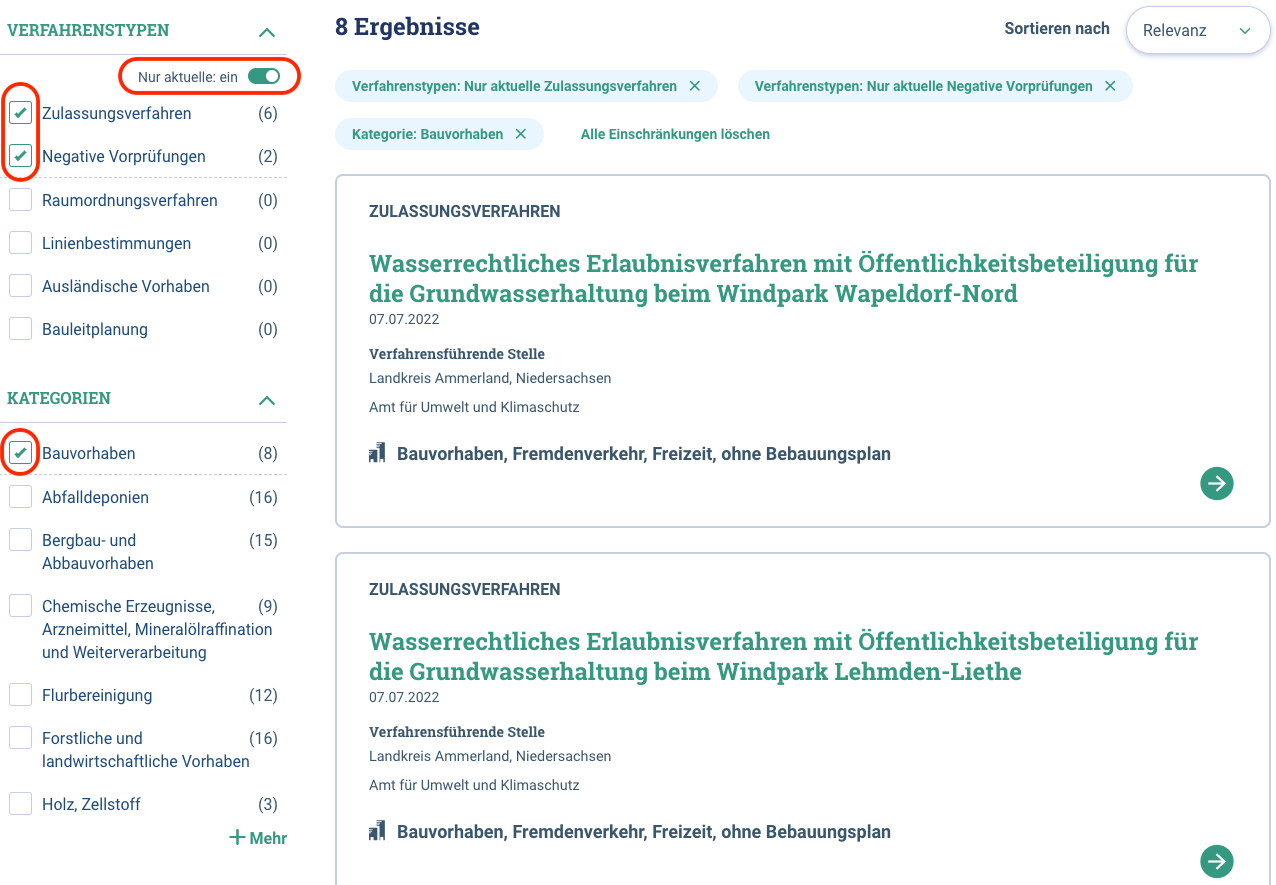 VERFAHRENSTYPEN
Nur aktuelle: ein
Zulassungsverfahren (6)
Negative Vorprüfungen (2)
Raumordnungsverfahren (0)
Linienbestimmungen (0)
Ausländische Vorhaben (0)
Bauleitplanung (0)
KATEGORIEN
Bauvorhaben (8)
Abfalldeponien (16)
Bergbau- und (15)
Abbauvorhaben
Chemische Erzeugnisse, (9)
Arzneimittel, Mineralölraffination
und Weiterverarbeitung
Flurbereinigung (12)
Forstliche und (16)
landwirtschaftliche Vorhaben
Holz, Zellstoff (3)
Mehr
8 Ergebnisse
Sortieren nach Relevanz
Verfahrenstypen: Nur aktuelle Zulassungsverfahren
Verfahrenstypen: Nur aktuelle Negative Vorprüfungen
Kategorie: Bauvorhaben
Alle Einschränkungen löschen
ZULASSUNGSVERFAHREN
Wasserrechtliches Erlaubnisverfahren mit Öffentlichkeitsbeteiligung für
die Grundwasserhaltung beim Windpark Wapeldorf-Nord
07.07.2022
Verfahrensführende Stelle
Landkreis Ammerland, Niedersachsen
Amt für Umwelt und Klimaschutz
Bauvorhaben, Fremdenverkehr, Freizeit, ohne Bebauungsplan
ZULASSUNGSVERFAHREN
Wasserrechtliches Erlaubnisverfahren mit Öffentlichkeitsbeteiligung für
die Grundwasserhaltung beim Windpark Lehmden-Liethe
07.07.2022
Verfahrensführende Stelle
Landkreis Ammerland, Niedersachsen
Amt für Umwelt und Klimaschutz
Bauvorhaben, Fremdenverkehr, Freizeit, ohne Bebauungsplan